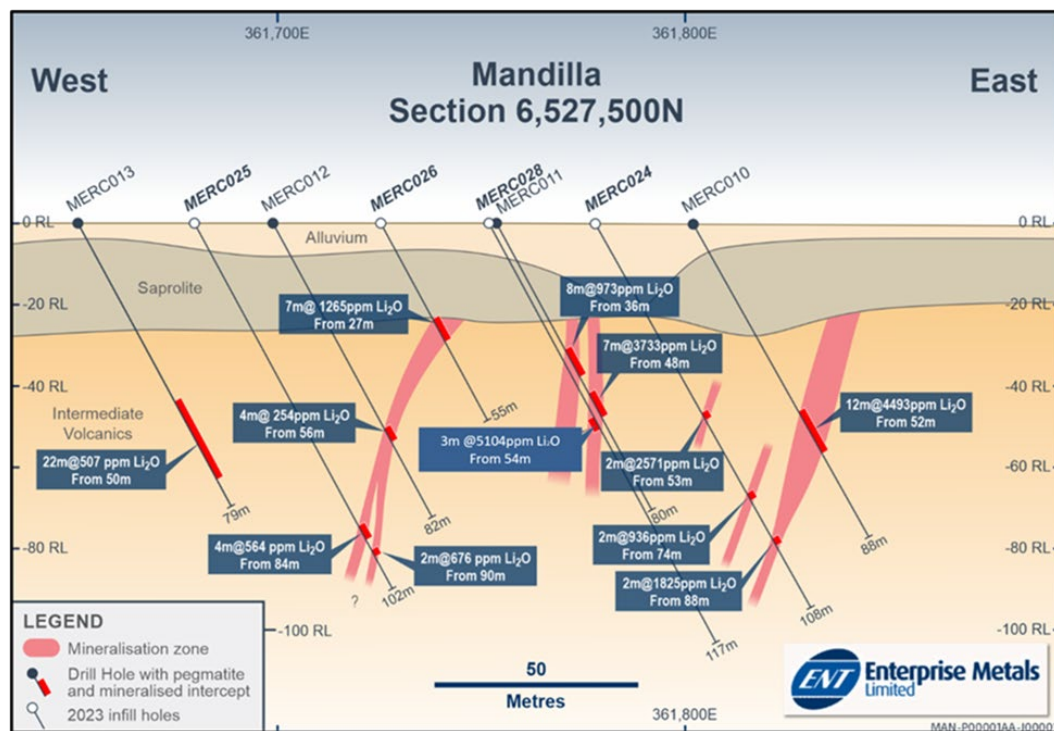 361,700E
361,800E
West
Mandilla
East
Section 6,527,500N
MERC013
MERC025
MERC012
MERC026
MERC028
MERC011
MERC024
MERC010
0 RL
0 RL
Alluvium
Saprolite
-20 RL
-20 RL
7m@ 1265ppm Li₂O
From 27m
8m@973ppm Li₂O
From 36m
7m@3733ppm Li₂O
From 48m
-40 RL
-40 RL
Intermediate
Volcanics
4m@ 254ppm Li₂O
From 56m
55m
12m@4493ppm Li₂O
From 52m
3m @5104ppm Li₂O
From 54m
22m@507 ppm Li₂O
From 50m
2m@2571ppm Li₂O
From 53m
-60 RL
-60 RL
79m
82m
80m
88m
2m@936ppm Li₂O
From 74m
4m@564 ppm Li₂O
From 84m
2m@676 ppm Li₂O
From 90m
-80 RL
-80 RL
2m@1825ppm Li₂O
From 88m
?
102m
108m
117m
-100 RL
-100 RL
LEGEND
Mineralisation zone
Drill Hole with pegmatite
and mineralised intercept
2023 infill holes
50
Metres
ENT
Enterprise Metals
Limited
361,800E